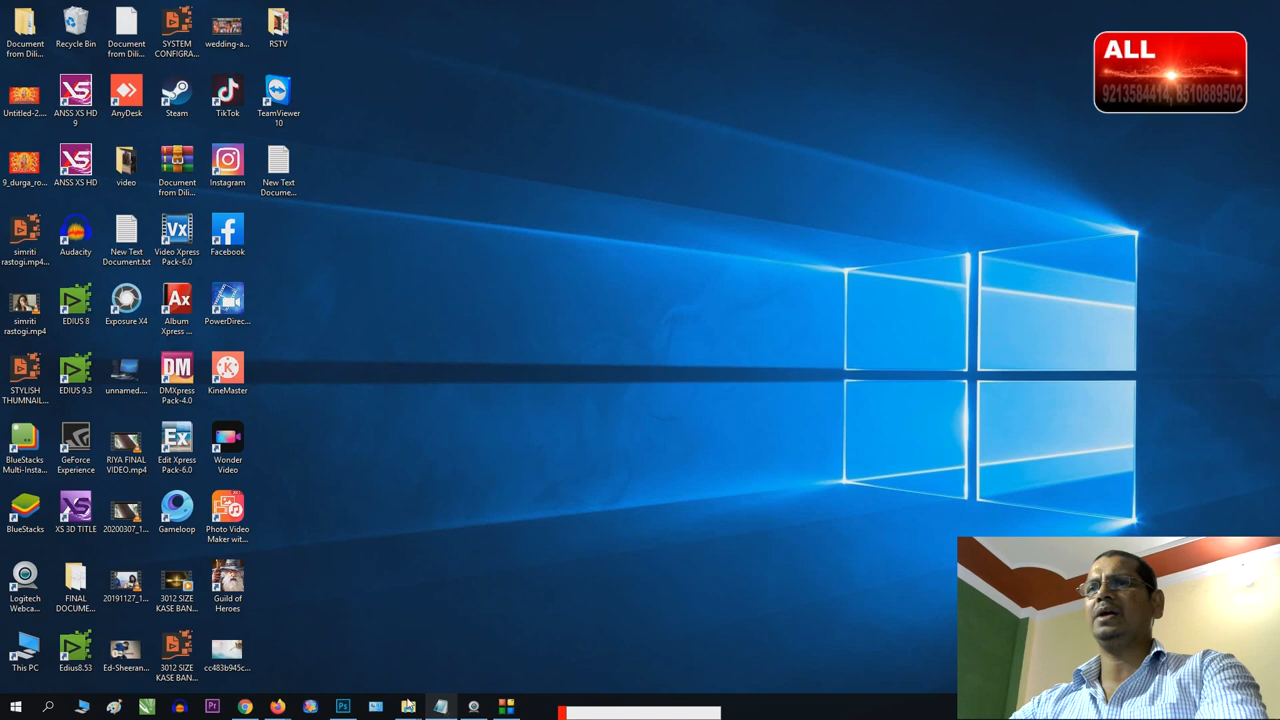 Document
from Dili...
Recycle Bin
Document
from Dili...
SYSTEM
CONFIGRA...
wedding-a...
RSTV
Untitled-2....
ANSS XS HD
9
AnyDesk
Steam
TikTok
TeamViewer
10
9_durga_ro...
ANSS XS HD
video
Document
from Dili...
Instagram
New Text
Docume...
simriti
rastogi.mp4...
Audacity
New Text
Document.txt
Video Xpress
Pack-6.0
Facebook
simriti
rastogi.mp4
EDIUS 8
Exposure X4
Album
Xpress ...
PowerDirec...
STYLISH
THUMNAIL...
EDIUS 9.3
unnamed....
DMXpress
Pack-4.0
KineMaster
BlueStacks
Multi-Insta...
GeForce
Experience
RIYA FINAL
VIDEO.mp4
Edit Xpress
Pack-6.0
Wonder
Video
BlueStacks
XS 3D TITLE
20200307_1...
Gameloop
Photo Video
Maker wit...
Logitech
Webca...
FINAL
DOCUME...
20191127_1...
3012 SIZE
KASE BAN...
Guild of
Heroes
This PC
Edius8.53
Ed-Sheeran...
3012 SIZE
KASE BAN...
cc483b945c...
ALL
9213584414, 8510889502